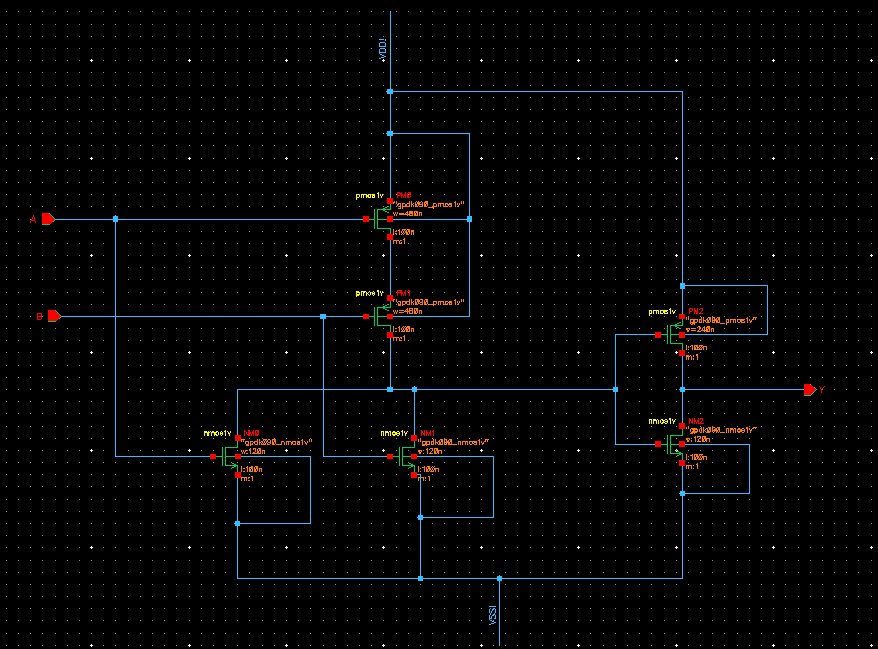 VDD!
pmos1v PM0
"gpdk090_pmos1v"
w=480n
A
l:100n
m:1
pmos1v PM1
"gpdk090_pmos1v"
w=480n
B
l:100n
m:1
pmos1v PM2
"gpdk090_pmos1v"
w=240n
l:100n
m:1
Y
nmos1v NM0
"gpdk090_nmos1v"
w:120n
l:100n
m:1
nmos1v NM1
"gpdk090_nmos1v"
w:120n
l:100n
m:1
nmos1v NM2
"gpdk090_nmos1v"
w=120n
l:100n
m:1
VSS!